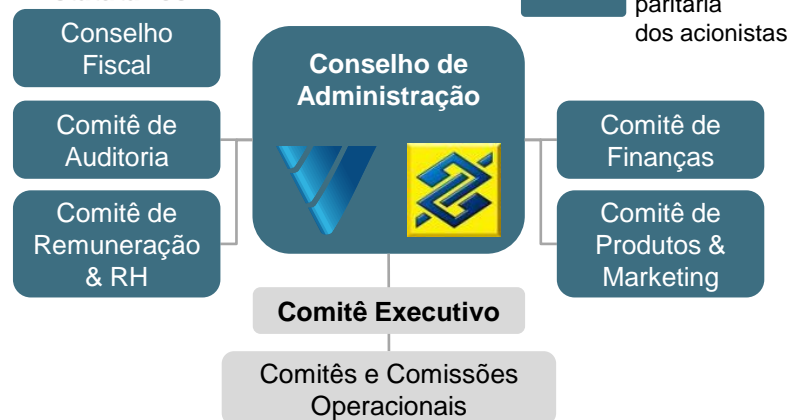 paritária
dos acionistas
Conselho
Fiscal
Conselho de
Administração
Comitê de
Auditoria
Comitê de
Finanças
Comitê de
Remuneração
& RH
Comitê de
Produtos &
Marketing
Comitê Executivo
Comitês e Comissões
Operacionais